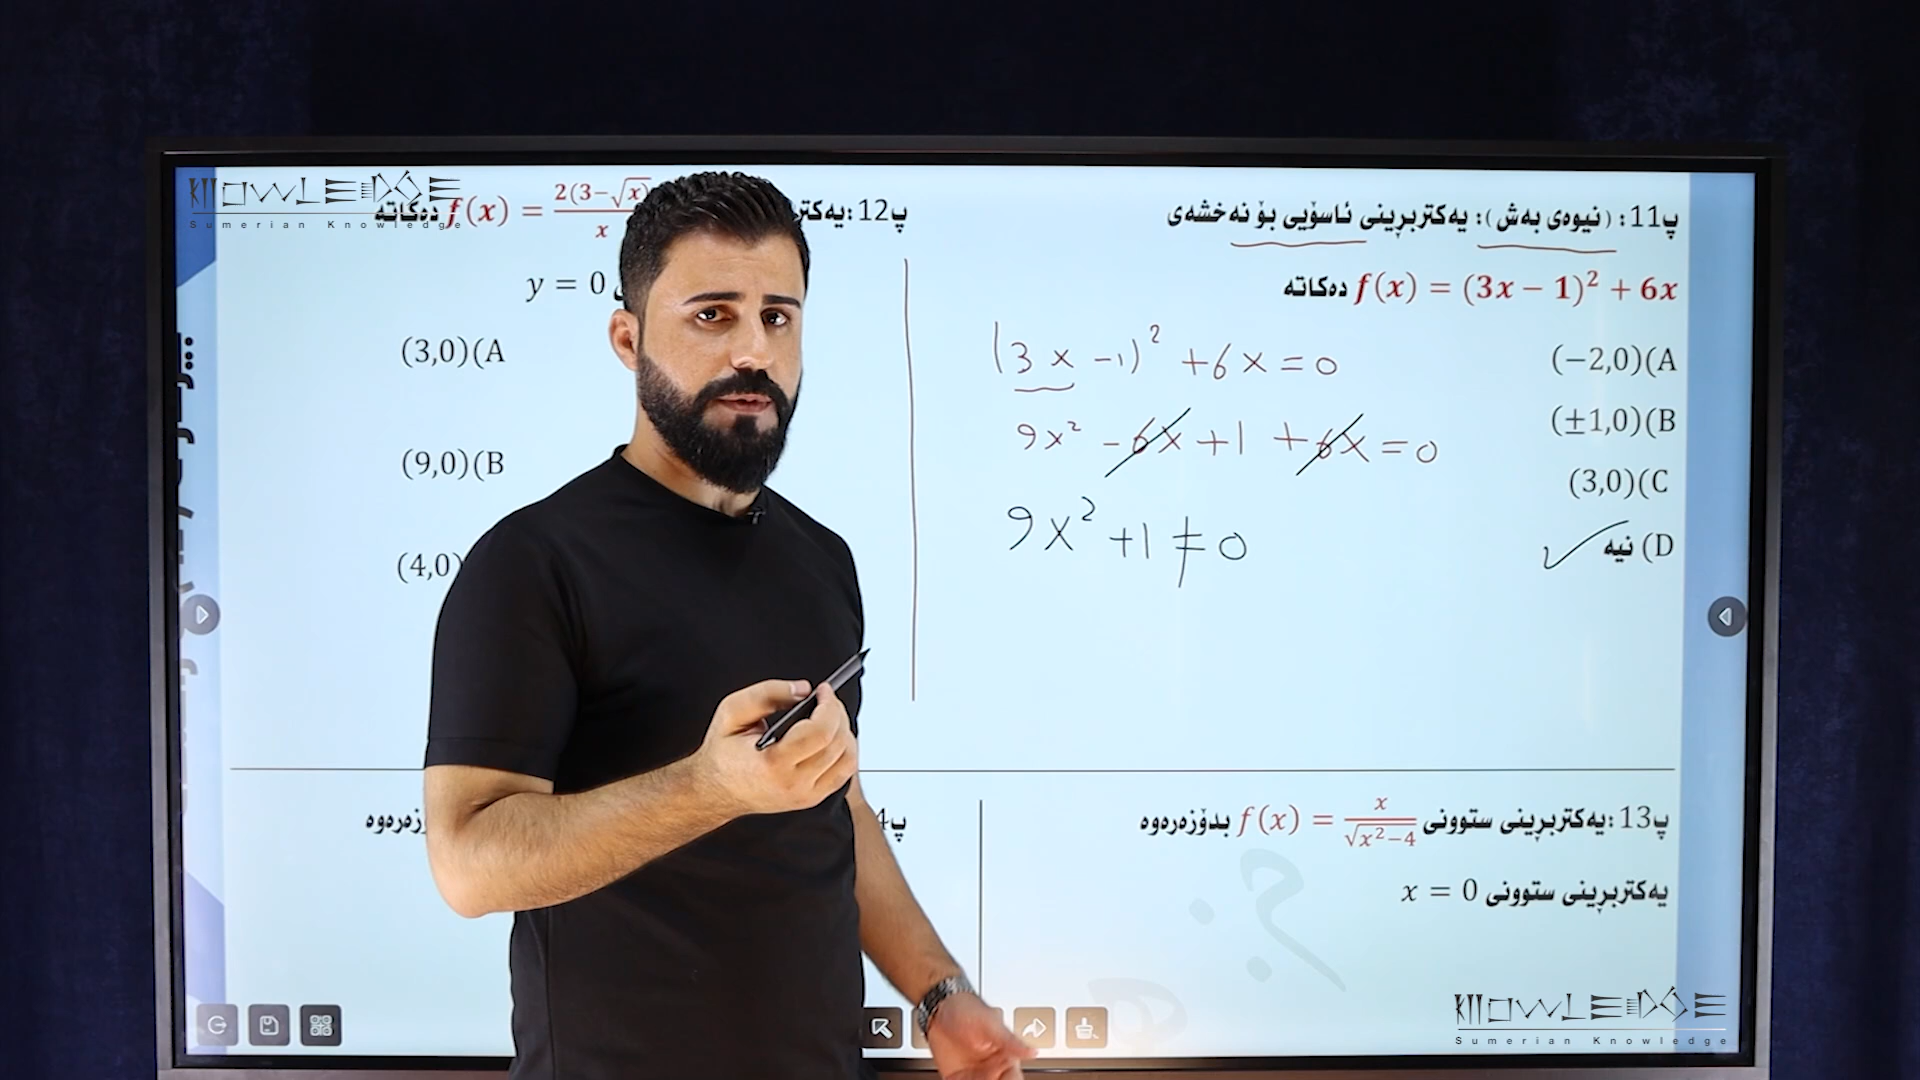 KNOWLEDGE
Sumerian Knowledge
پ11: (نیوەی بەش): یەکتربڕینی ئاسۆیی بۆ نەخشەی
f(x) = (3x − 1)² + 6x دەکاتە
A)(−2,0)
B)(±1,0)
C)(3,0)
D) نیە
(3x -1)² +6x = 0
9x² - 6x +1 + 6x = 0
9x² +1 ≠ 0
پ12: f(x) = 2(3−√x) / x دەکاتە
y = 0
A)(3,0)
B)(9,0)
(4,0)
پ13: یەکتربڕینی ستوونی f(x) = x / √x²−4 بدۆزەرەوە
یەکتربڕینی ستوونی x = 0
KNOWLEDGE
Sumerian Knowledge